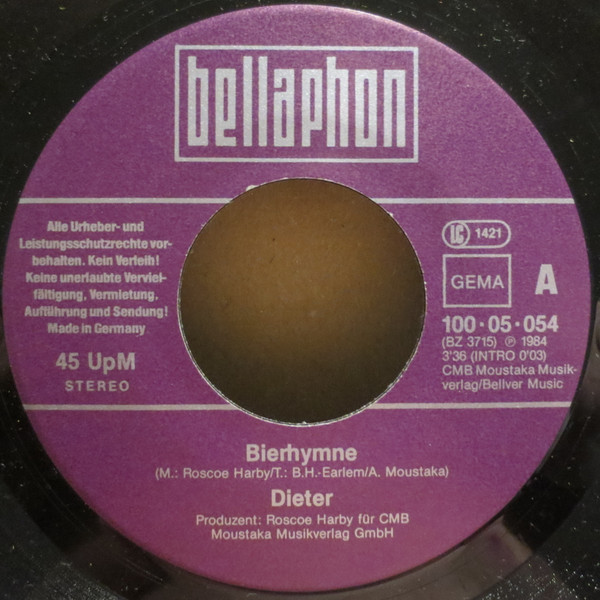 bellaphon
Alle Urheber- und
Leistungsschutzrechte vor-
behalten. Kein Verleih!
Keine unerlaubte Verviel-
fältigung, Vermietung,
Aufführung und Sendung!
Made in Germany
45 UpM
STEREO
LC 1421
GEMA
A
100·05·054
(BZ 3715) ℗ 1984
3'36 (INTRO 0'03)
CMB Moustaka Musik-
verlag/Bellver Music
Bierhymne
(M.: Roscoe Harby/T.: B.H.-Earlem/A. Moustaka)
Dieter
Produzent: Roscoe Harby für CMB
Moustaka Musikverlag GmbH